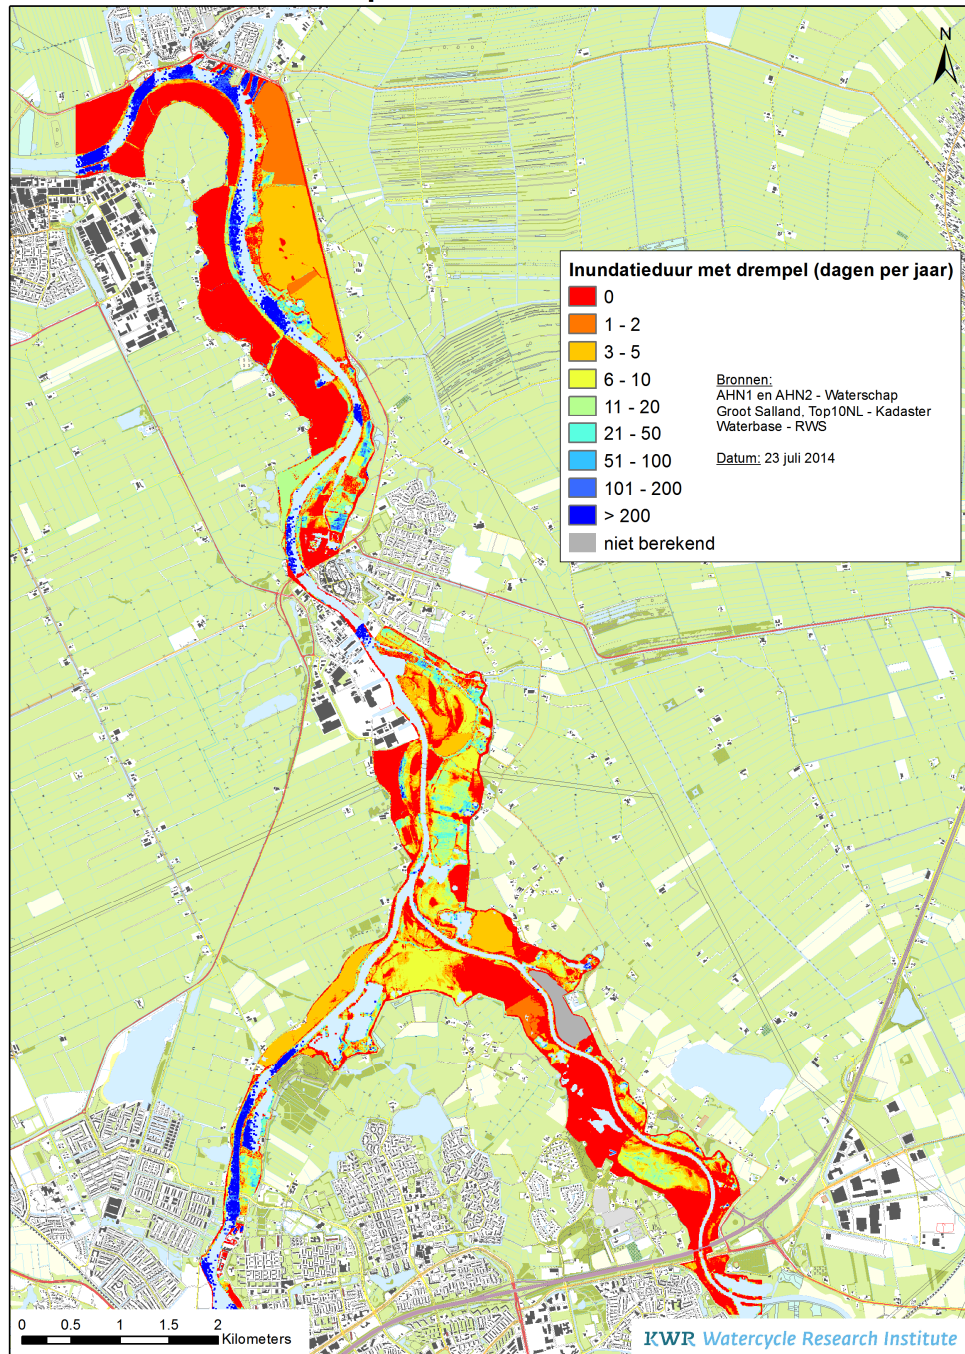 N
Inundatieduur met drempel (dagen per jaar)
0
1 - 2
3 - 5
6 - 10
11 - 20
21 - 50
51 - 100
101 - 200
> 200
niet berekend
Bronnen:
AHN1 en AHN2 - Waterschap
Groot Salland, Top10NL - Kadaster
Waterbase - RWS
Datum: 23 juli 2014
0 0.5 1 1.5 2
Kilometers
KWR Watercycle Research Institute